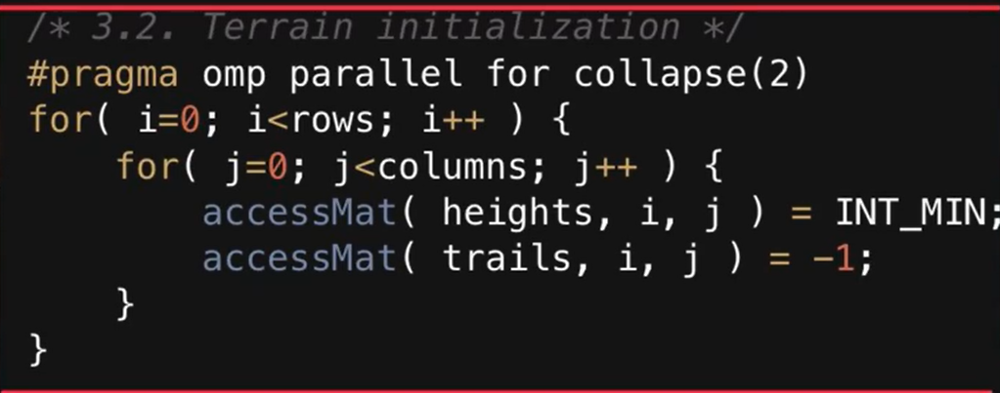 /* 3.2. Terrain initialization */
#pragma omp parallel for collapse(2)
for( i=0; i<rows; i++ ) {
    for( j=0; j<columns; j++ ) {
        accessMat( heights, i, j ) = INT_MIN;
        accessMat( trails, i, j ) = -1;
    }
}